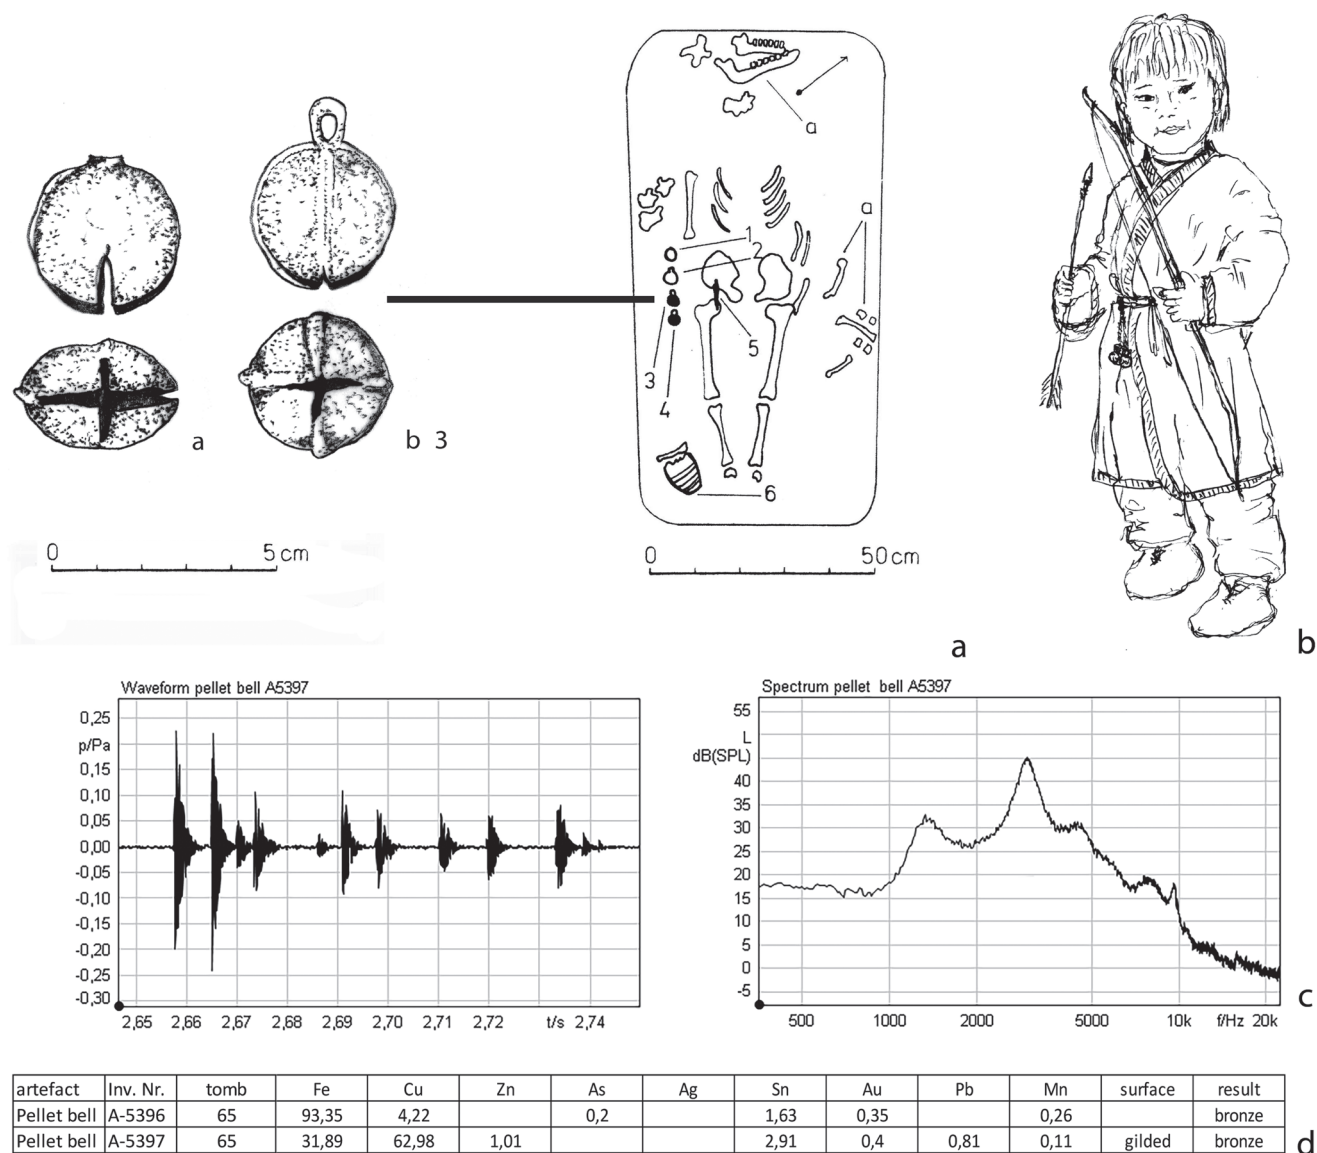 a
b 3
0 5 cm
a
a
1
2
3
4
5
6
0 50 cm
a
b
Waveform pellet bell A5397
0,25
p/Pa
0,15
0,10
0,05
0,00
-0,05
-0,10
-0,15
-0,20
-0,25
-0,30
2,65 2,66 2,67 2,68 2,69 2,70 2,71 2,72 t/s 2,74
Spectrum pellet bell A5397
55
L
dB(SPL)
40
35
30
25
20
15
10
5
0
-5
500 1000 2000 5000 10k f/Hz 20k
c
artefact Inv. Nr. tomb Fe Cu Zn As Ag Sn Au Pb Mn surface result
Pellet bell A-5396 65 93,35 4,22 0,2 1,63 0,35 0,26 bronze
Pellet bell A-5397 65 31,89 62,98 1,01 2,91 0,4 0,81 0,11 gilded bronze
d